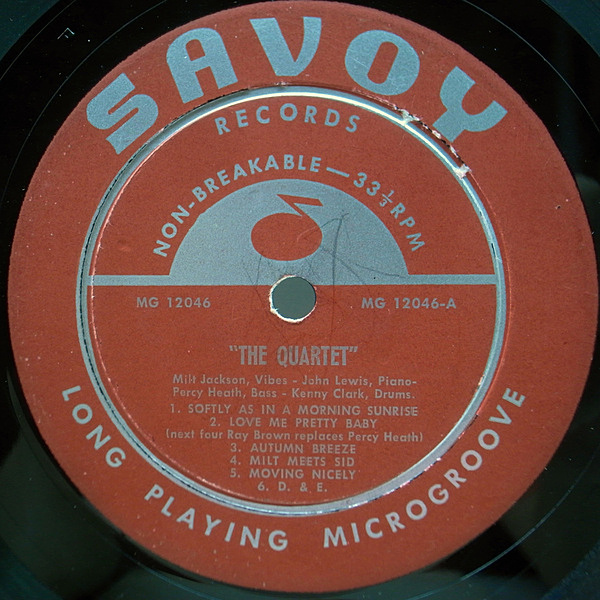 SAVOY
RECORDS
NON-BREAKABLE — 33 1/3 RPM
MG 12046
MG 12046-A
"THE QUARTET"
Milt Jackson, Vibes - John Lewis, Piano-
Percy Heath, Bass - Kenny Clark, Drums.
1. SOFTLY AS IN A MORNING SUNRISE
2. LOVE ME PRETTY BABY
(next four Ray Brown replaces Percy Heath)
3. AUTUMN BREEZE
4. MILT MEETS SID
5. MOVING NICELY
6. D. & E.
LONG PLAYING MICROGROOVE